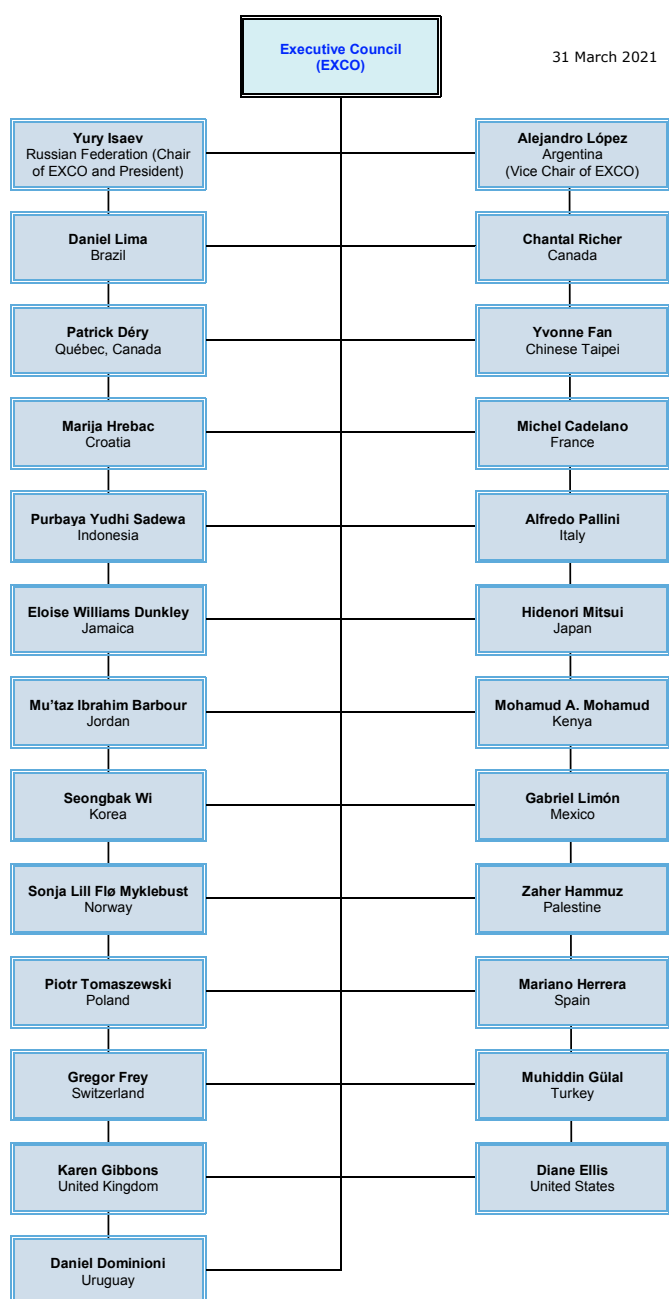 Executive Council
(EXCO)
31 March 2021
Yury Isaev
Russian Federation (Chair
of EXCO and President)
Alejandro López
Argentina
(Vice Chair of EXCO)
Daniel Lima
Brazil
Chantal Richer
Canada
Patrick Déry
Québec, Canada
Yvonne Fan
Chinese Taipei
Marija Hrebac
Croatia
Michel Cadelano
France
Purbaya Yudhi Sadewa
Indonesia
Alfredo Pallini
Italy
Eloise Williams Dunkley
Jamaica
Hidenori Mitsui
Japan
Mu’taz Ibrahim Barbour
Jordan
Mohamud A. Mohamud
Kenya
Seongbak Wi
Korea
Gabriel Limón
Mexico
Sonja Lill Flø Myklebust
Norway
Zaher Hammuz
Palestine
Piotr Tomaszewski
Poland
Mariano Herrera
Spain
Gregor Frey
Switzerland
Muhiddin Gülal
Turkey
Karen Gibbons
United Kingdom
Diane Ellis
United States
Daniel Dominioni
Uruguay